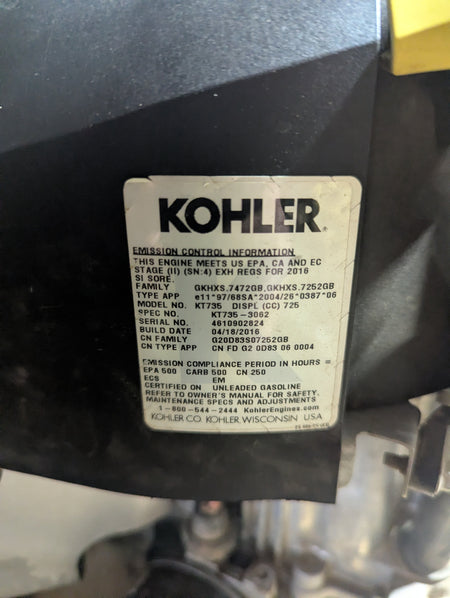 KOHLER
EMISSION CONTROL INFORMATION
THIS ENGINE MEETS US EPA, CA AND EC
STAGE (II) (SN:4) EXH REGS FOR 2016
SI SORE.
FAMILY GKHXS.7472GB,GKHXS.7252GB
TYPE APP e11*97/68SA*2004/26*0387*06
MODEL NO. KT735 DISPL (CC) 725
SPEC NO. KT735-3062
SERIAL NO. 4610902824
BUILD DATE 04/18/2016
CN FAMILY G20D83S07252GB
CN TYPE APP CN FD G2 0D83 06 0004
EMISSION COMPLIANCE PERIOD IN HOURS =
EPA 500 CARB 500 CN 250
ECS EM
CERTIFIED ON UNLEADED GASOLINE
REFER TO OWNER'S MANUAL FOR SAFETY,
MAINTENANCE SPECS AND ADJUSTMENTS
1-800-544-2444 KohlerEngines.com
KOHLER CO. KOHLER WISCONSIN USA